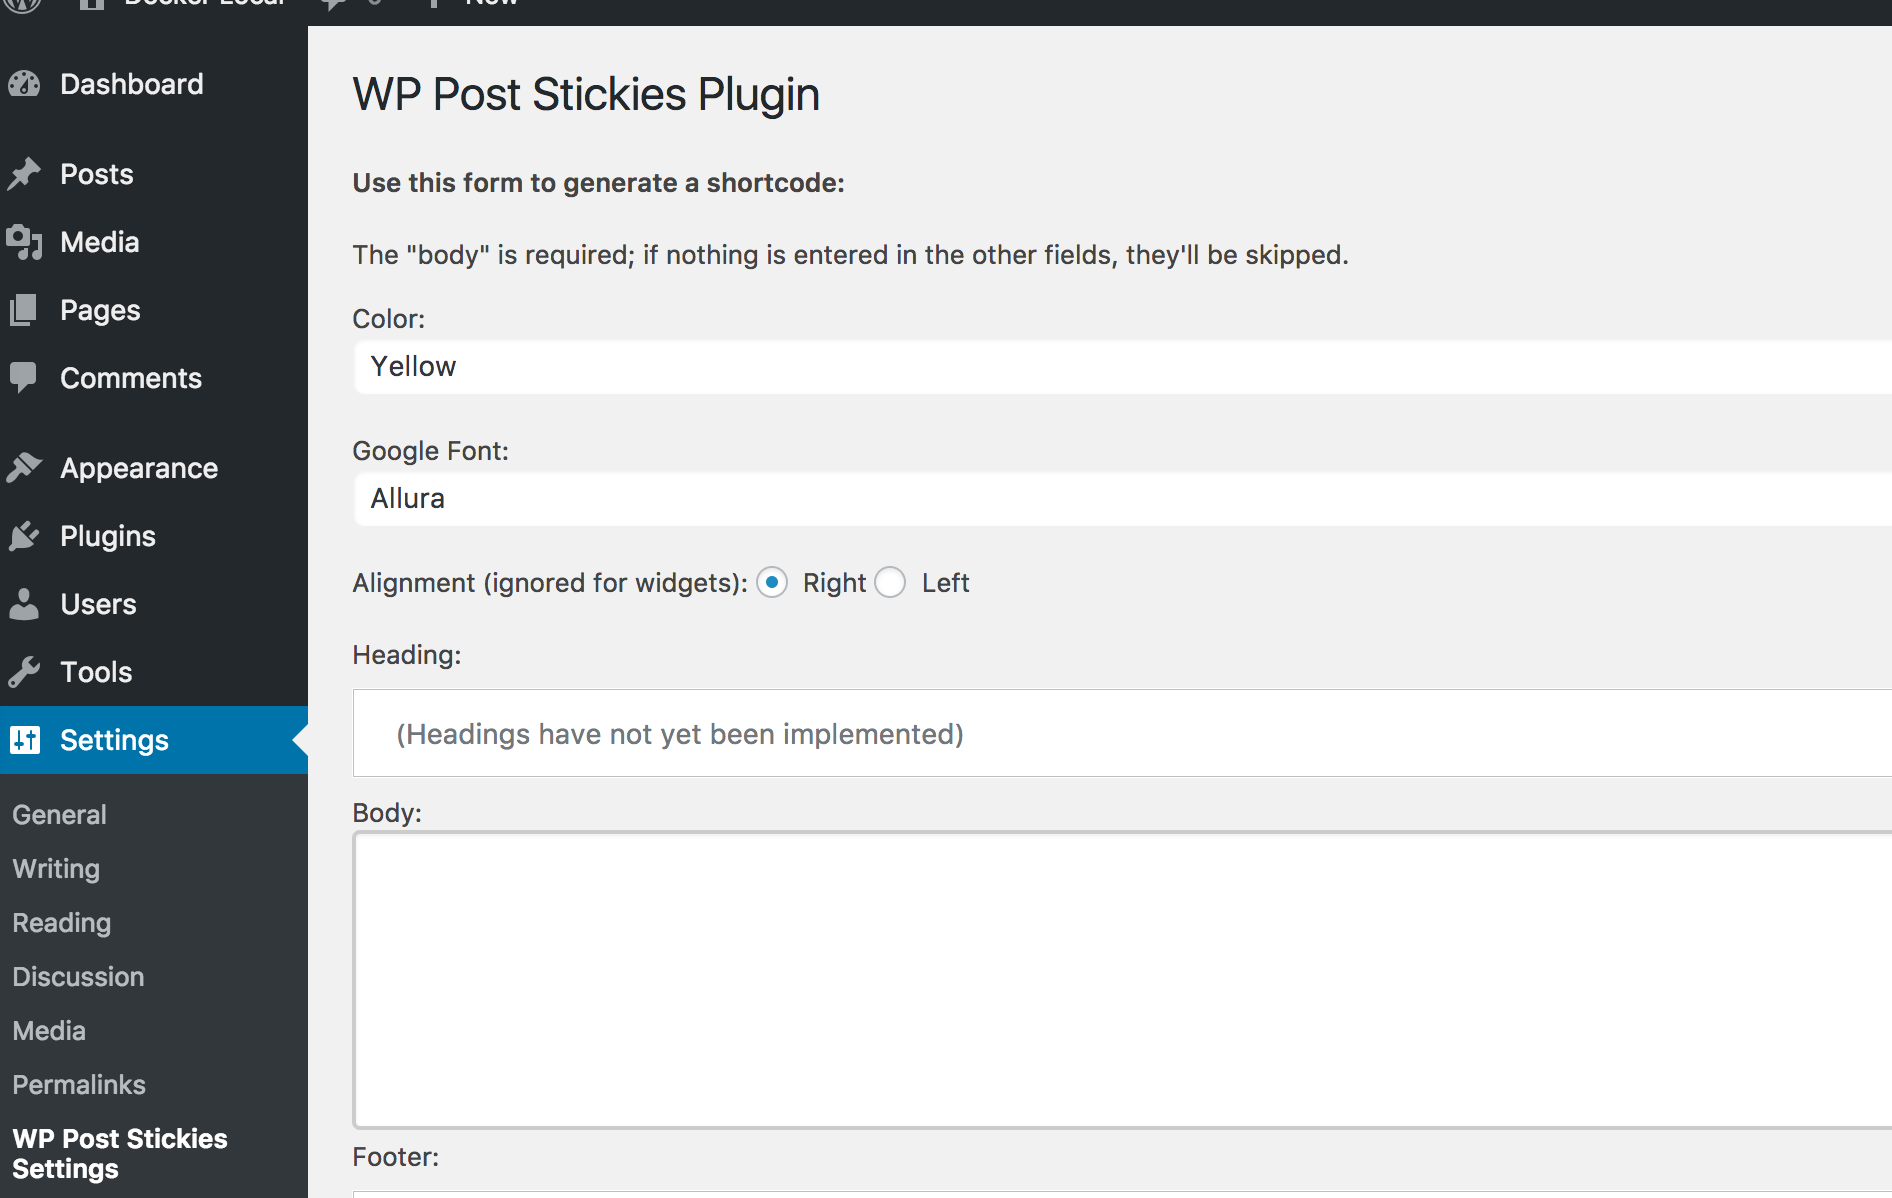 Docker Local 0 New
Dashboard
Posts
Media
Pages
Comments
Appearance
Plugins
Users
Tools
Settings
General
Writing
Reading
Discussion
Media
Permalinks
WP Post Stickies
Settings
WP Post Stickies Plugin
Use this form to generate a shortcode:
The "body" is required; if nothing is entered in the other fields, they'll be skipped.
Color:
Yellow
Google Font:
Allura
Alignment (ignored for widgets): Right Left
Heading:
(Headings have not yet been implemented)
Body:
Footer: